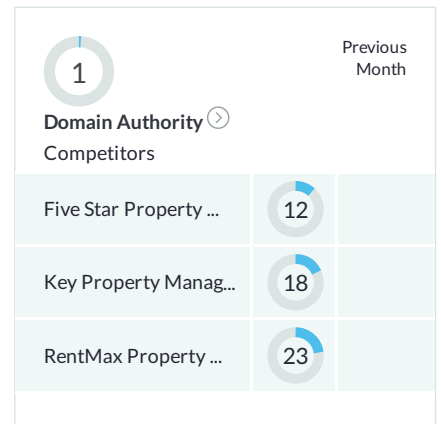 1
Previous
Month
Domain Authority
Competitors
Five Star Property ... 12
Key Property Manag... 18
RentMax Property ... 23